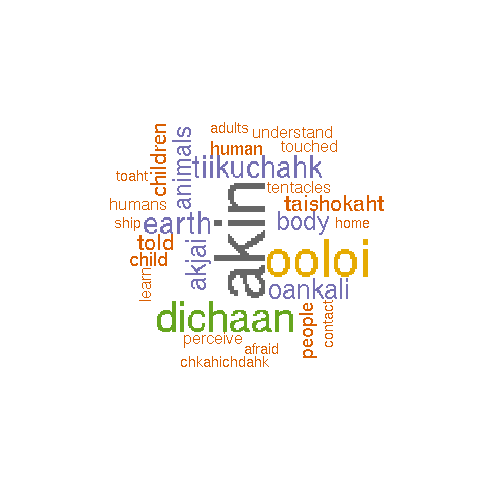 adults
understand
human
touched
children
animals
tiikuchahk
toaht
tentacles
humans
akin
taishokaht
ship
earth
body
home
told
akjai
ooloi
child
learn
oankali
dichaan
people
contact
perceive
afraid
chkahichdahk